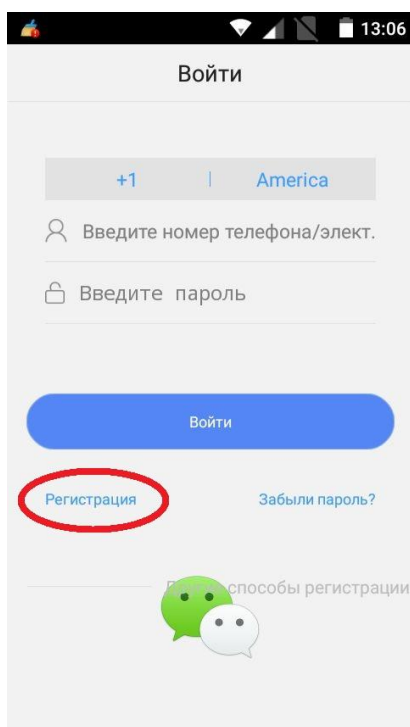 13:06
Войти
+1 | America
Введите номер телефона/элект.
Введите пароль
Войти
Регистрация Забыли пароль?
способы регистрации